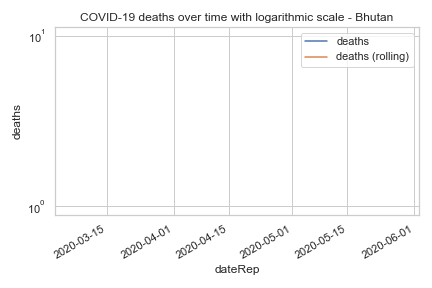 COVID-19 deaths over time with logarithmic scale - Bhutan
deaths
deaths (rolling)
10¹
10⁰
deaths
2020-03-15
2020-04-01
2020-04-15
2020-05-01
2020-05-15
2020-06-01
dateRep